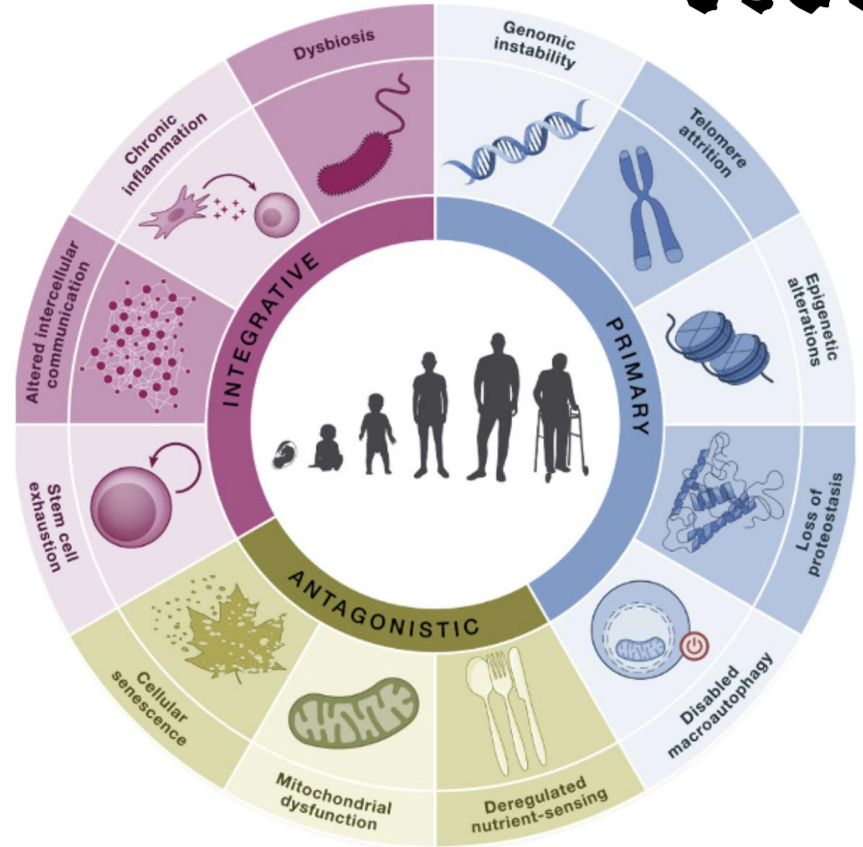 Genomic
instability
Telomere
attrition
Epigenetic
alterations
Loss of
proteostasis
Disabled
macroautophagy
Deregulated
nutrient-sensing
Mitochondrial
dysfunction
Cellular
senescence
Stem cell
exhaustion
Altered intercellular
communication
Chronic
inflammation
Dysbiosis
PRIMARY
ANTAGONISTIC
INTEGRATIVE